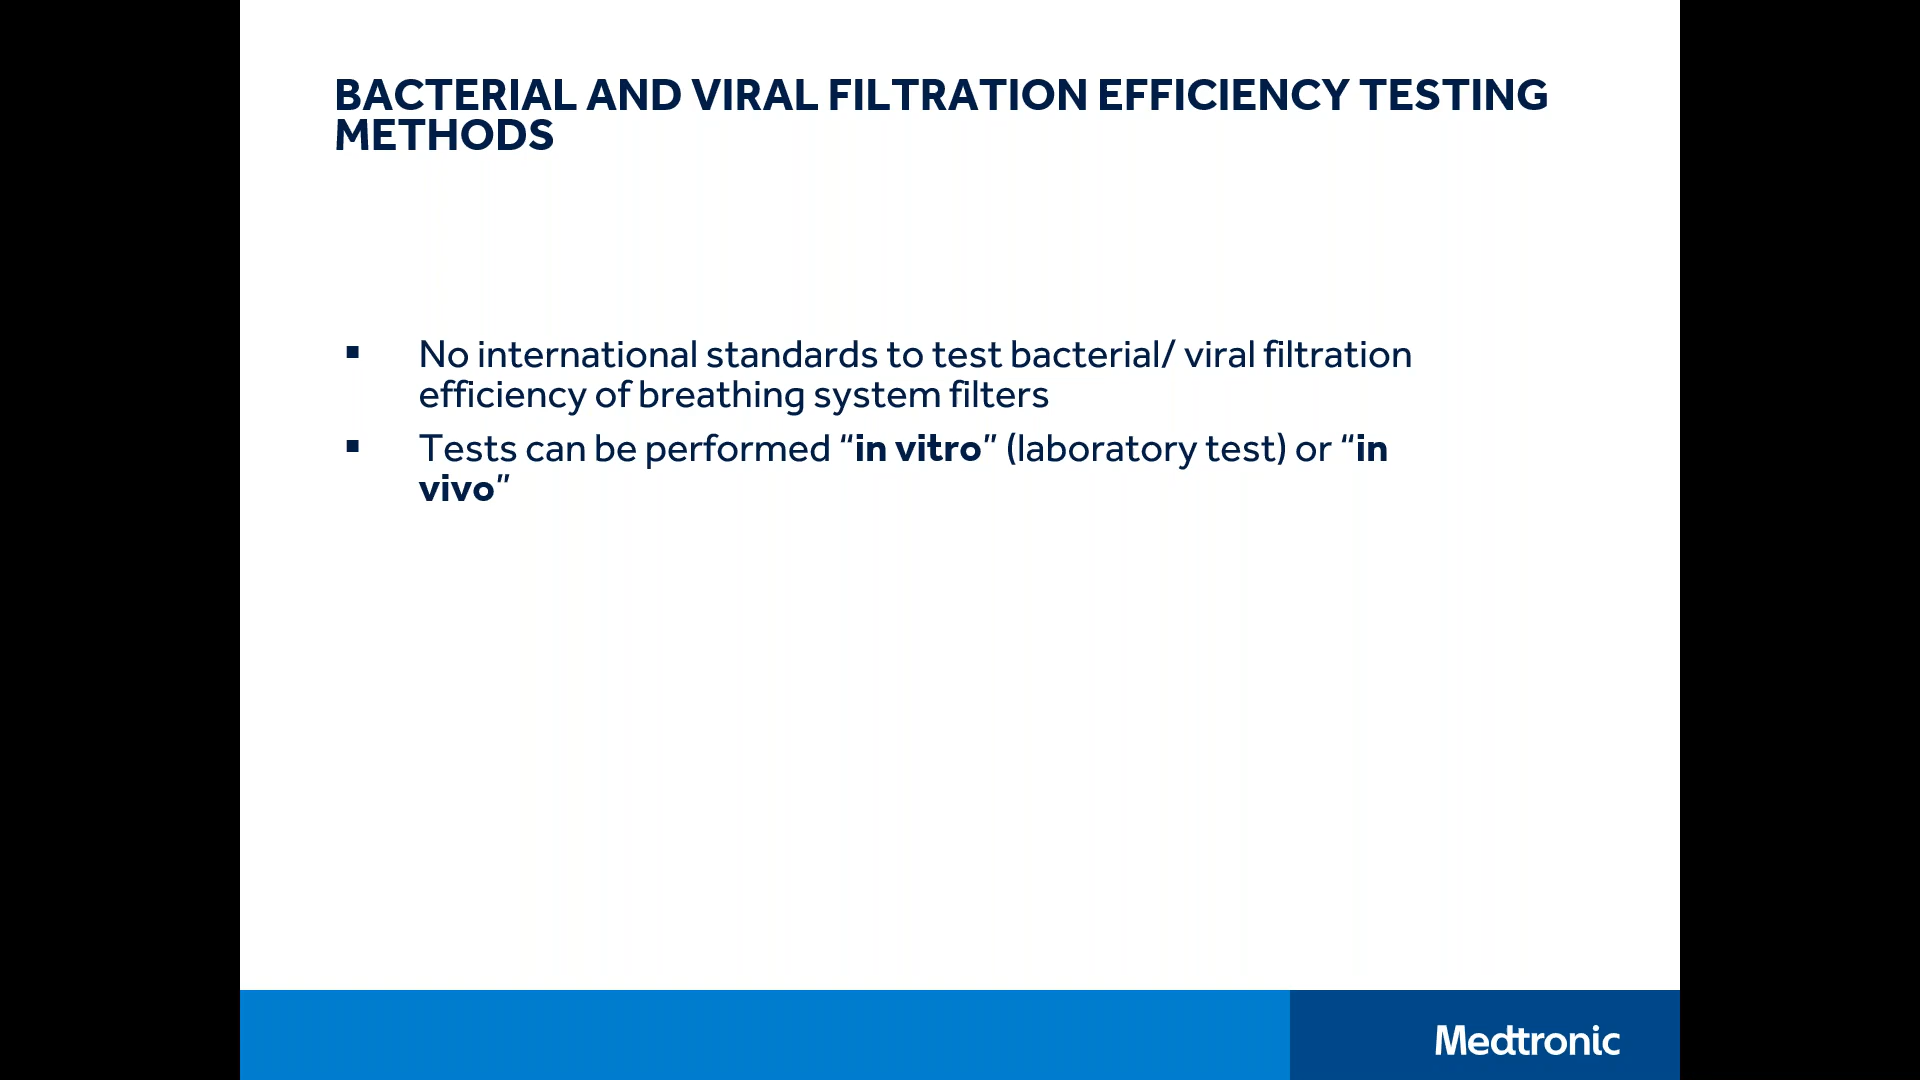 BACTERIAL AND VIRAL FILTRATION EFFICIENCY TESTING
METHODS
▪ No international standards to test bacterial/ viral filtration
efficiency of breathing system filters
▪ Tests can be performed “in vitro” (laboratory test) or “in
vivo”
Medtronic